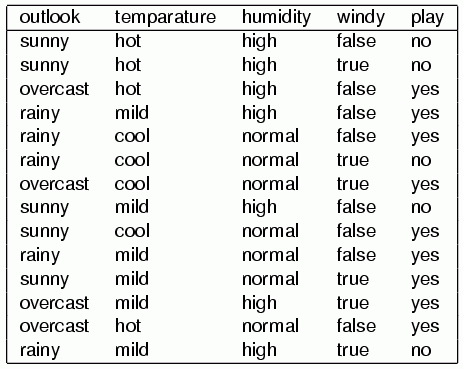 outlook temparature humidity windy play
sunny hot high false no
sunny hot high true no
overcast hot high false yes
rainy mild high false yes
rainy cool normal false yes
rainy cool normal true no
overcast cool normal true yes
sunny mild high false no
sunny cool normal false yes
rainy mild normal false yes
sunny mild normal true yes
overcast mild high true yes
overcast hot normal false yes
rainy mild high true no